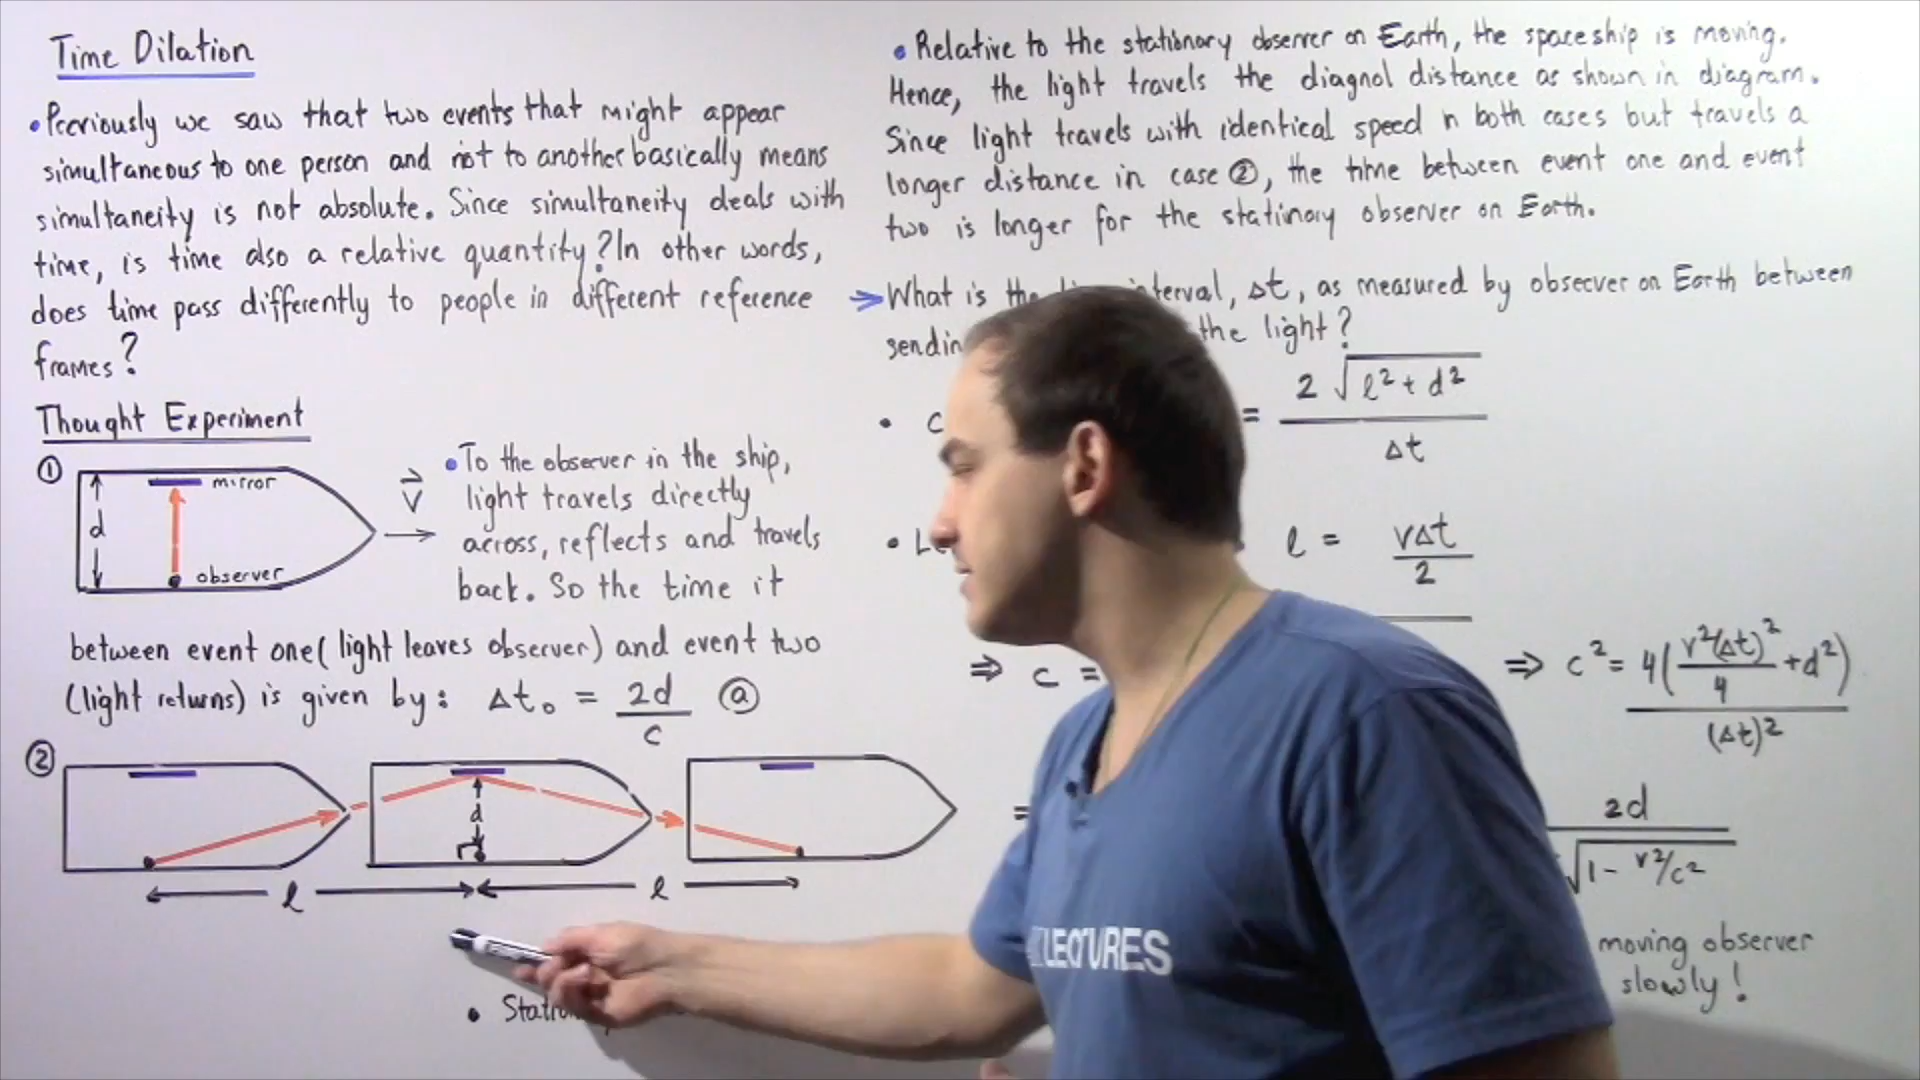 Time Dilation
• Pecviously we saw that two events that might appear
simultaneous to one person and not to another basically means
simultaneity is not absolute. Since simultaneity deals with
time, is time also a relative quantity? In other words,
does time pass differently to people in different reference
frames?
Thought Experiment
①
mirror
d
observer
v
• To the observer in the ship,
light travels directly
across, reflects and travels
back. So the time it
between event one (light leaves observer) and event two
(light returns) is given by: Δt₀ = 2d/c ⓐ
②
d
l
l
•
• Relative to the stationary observer on Earth, the spaceship is moving.
Hence, the light travels the diagnol distance as shown in diagram.
Since light travels with identical speed n both cases but travels a
longer distance in case ②, the time between event one and event
two is longer for the statinary observer on Earth.
⇒ What is the terval, Δt, as measured by observer on Earth between
the light?
• c = 2√(l² + d²)/Δt
• l = vΔt/2
⇒ c =
⇒ c² = 4(v²(Δt)²/4 + d²)/(Δt)²
=
2d/√(1 - v²/c²)
moving observer
slowly!
LECTURES